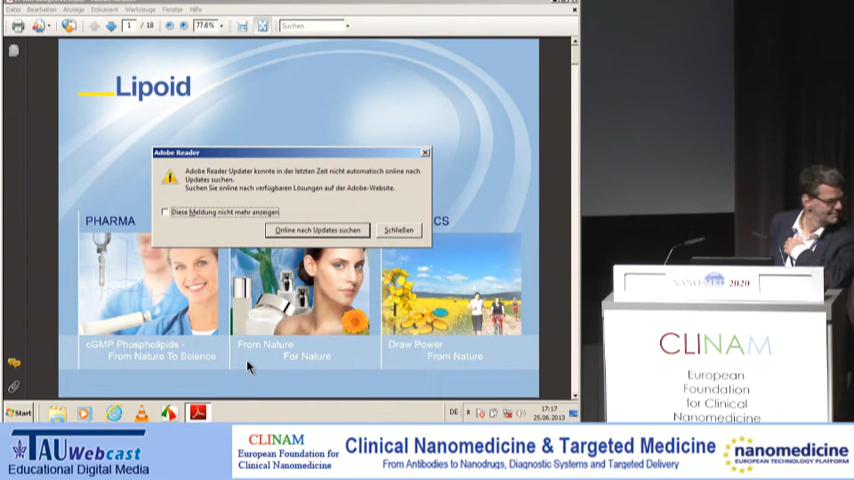 Datei Bearbeiten Anzeige Dokument Werkzeuge Fenster Hilfe
1 / 18 77.6% Suchen
Lipoid
Adobe Reader
Adobe Reader Updater konnte in der letzten Zeit nicht automatisch online nach
Updates suchen.
Suchen Sie online nach verfügbaren Lösungen auf der Adobe-Website.
Diese Meldung nicht mehr anzeigen
Online nach Updates suchen Schließen
PHARMA
CS
cGMP Phospholipids -
From Nature To Science
From Nature
For Nature
Draw Power
From Nature
Start
DE
17:17
25.06.2013
NANOMED 2020
CLINAM
European
Foundation
for Clinical
Nanomedicine
TAU Webcast
Educational Digital Media
CLINAM
European Foundation for
Clinical Nanomedicine
Clinical Nanomedicine & Targeted Medicine
From Antibodies to Nanodrugs, Diagnostic Systems and Targeted Delivery
nanomedicine
EUROPEAN TECHNOLOGY PLATFORM